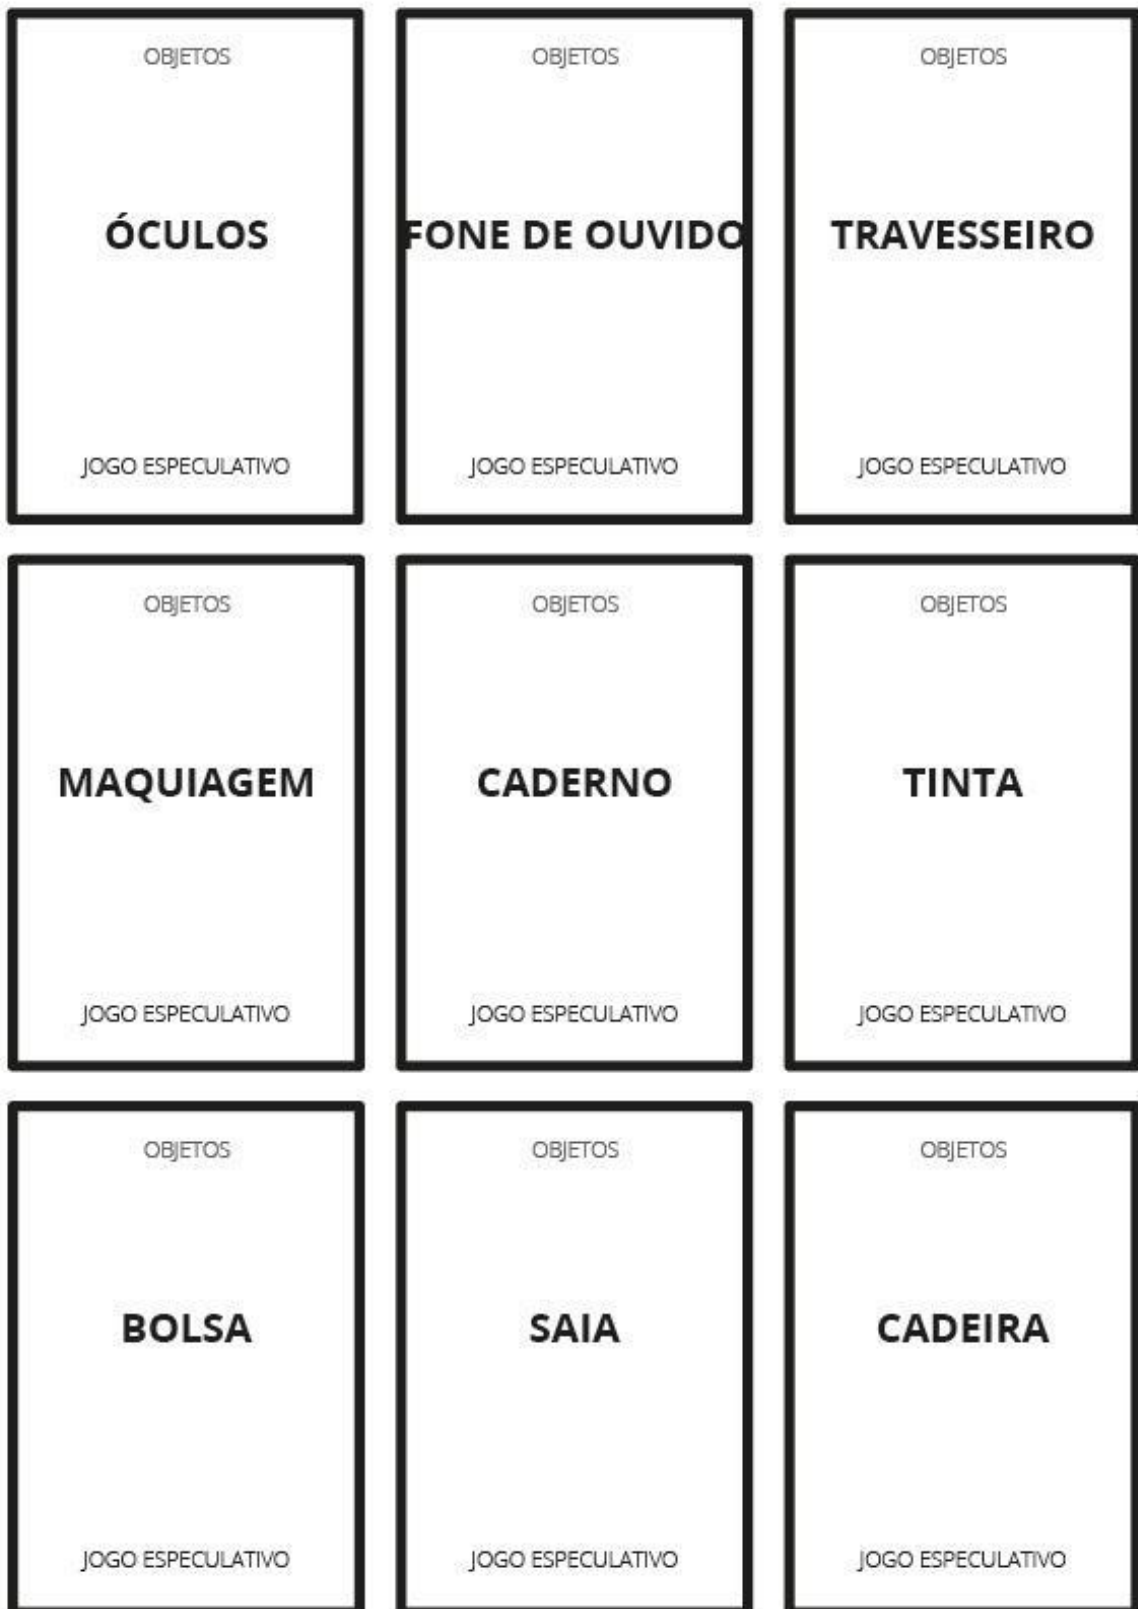 OBJETOS
ÓCULOS
JOGO ESPECULATIVO
OBJETOS
FONE DE OUVIDO
JOGO ESPECULATIVO
OBJETOS
TRAVESSEIRO
JOGO ESPECULATIVO
OBJETOS
MAQUIAGEM
JOGO ESPECULATIVO
OBJETOS
CADERNO
JOGO ESPECULATIVO
OBJETOS
TINTA
JOGO ESPECULATIVO
OBJETOS
BOLSA
JOGO ESPECULATIVO
OBJETOS
SAIA
JOGO ESPECULATIVO
OBJETOS
CADEIRA
JOGO ESPECULATIVO